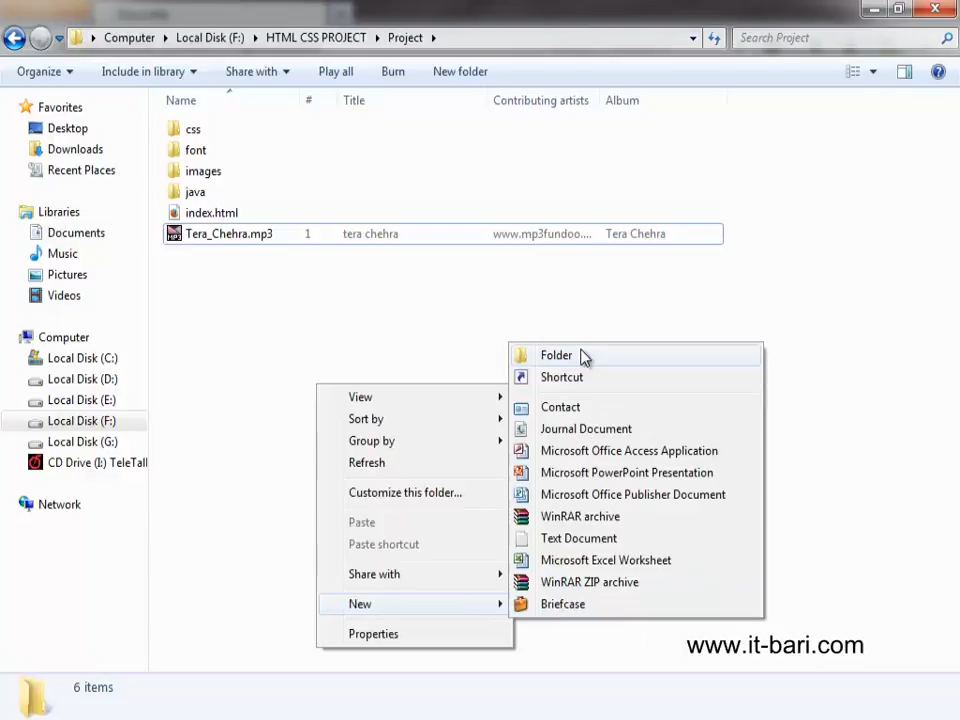 Computer Local Disk (F:) HTML CSS PROJECT Project Search Project
Organize Include in library Share with Play all Burn New folder
Name # Title Contributing artists Album
Favorites
Desktop
Downloads
Recent Places
Libraries
Documents
Music
Pictures
Videos
Computer
Local Disk (C:)
Local Disk (D:)
Local Disk (E:)
Local Disk (F:)
Local Disk (G:)
CD Drive (I:) TeleTall
Network
css
font
images
java
index.html
Tera_Chehra.mp3 1 tera chehra www.mp3fundoo.... Tera Chehra
View
Sort by
Group by
Refresh
Customize this folder...
Paste
Paste shortcut
Share with
New
Properties
Folder
Shortcut
Contact
Journal Document
Microsoft Office Access Application
Microsoft PowerPoint Presentation
Microsoft Office Publisher Document
WinRAR archive
Text Document
Microsoft Excel Worksheet
WinRAR ZIP archive
Briefcase
www.it-bari.com
6 items